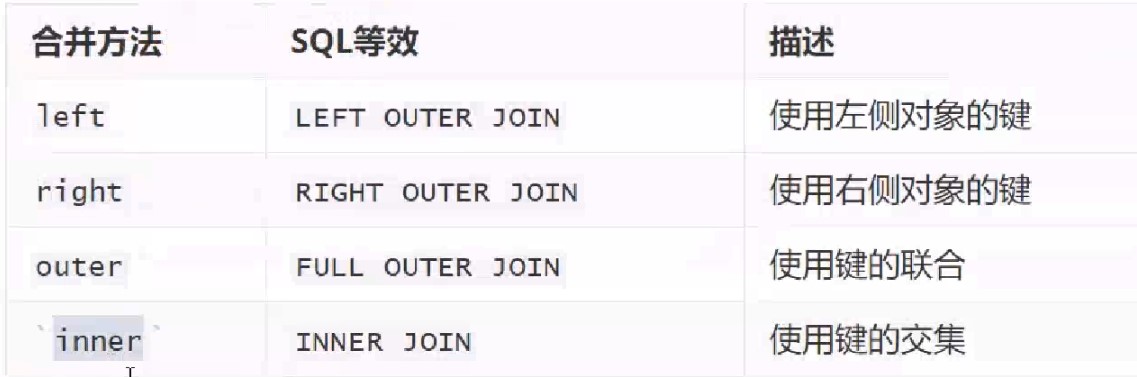 合并方法 SQL等效 描述
left LEFT OUTER JOIN 使用左侧对象的键
right RIGHT OUTER JOIN 使用右侧对象的键
outer FULL OUTER JOIN 使用键的联合
`inner` INNER JOIN 使用键的交集